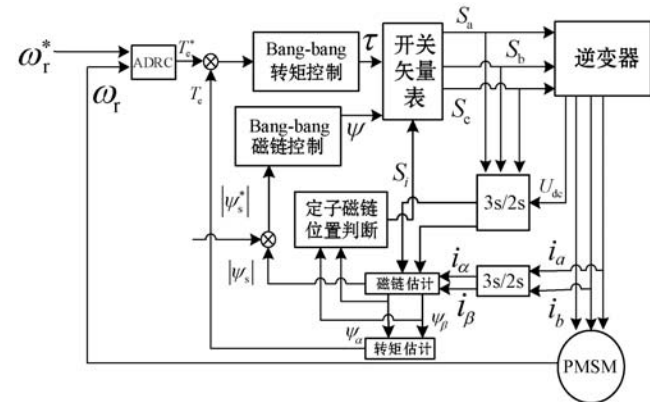 ω_r^*
ω_r
ADRC
T_e^*
T_e
Bang-bang
转矩控制
τ
Bang-bang
磁链控制
ψ
开关
矢量
表
S_a
S_b
S_c
逆变器
S_i
3s/2s
U_dc
|ψ_s^*|
|ψ_s|
定子磁链
位置判断
磁链估计
i_α
i_β
3s/2s
i_a
i_b
ψ_α
ψ_β
转矩估计
PMSM